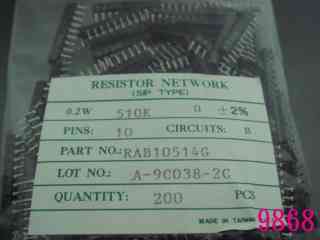 RESISTOR NETWORK
(SIP TYPE)
0.2W 510K Ω ±2%
PINS: 10 CIRCUITS: B
PART NO.: RAB10514G
LOT NO.: A-9C038-2C
QUANTITY: 200 PCS
MADE IN TAIWAN
9868